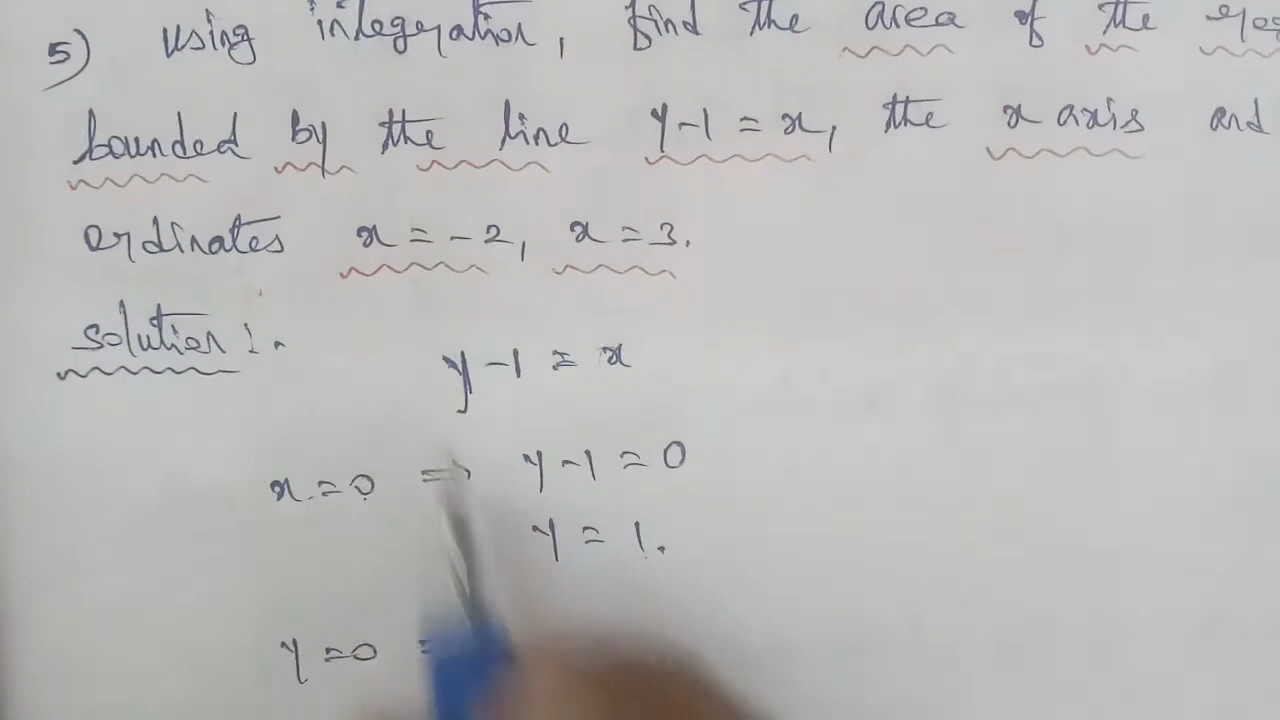 5) Using integration, find the area of the
bounded by the line y-1 = x, the x axis and
ordinates x = -2, x = 3.
solution :-
y - 1 = x
x = 0 ⇒ y - 1 = 0
y = 1.
y = 0 =